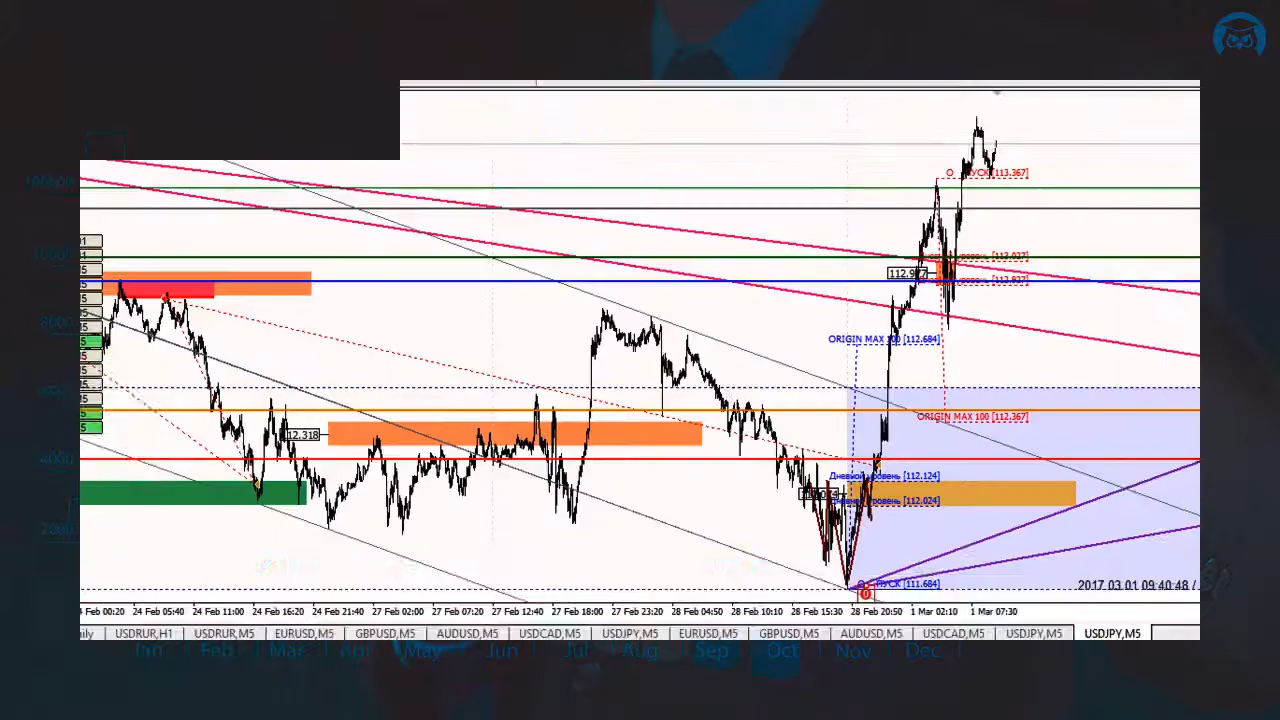 O ПУСК [113.367]
уровень [113.027]
112.977
уровень [112.927]
ORIGIN MAX 100 [112.684]
ORIGIN MAX 100 [112.367]
12.318
Дневной уровень [112.124]
уровень [112.024]
O ПУСК [111.684]
2017.03.01 09:40:48 /
4 Feb 00:20 24 Feb 05:40 24 Feb 11:00 24 Feb 16:20 24 Feb 21:40 27 Feb 02:00 27 Feb 07:20 27 Feb 12:40 27 Feb 18:00 27 Feb 23:20 28 Feb 04:50 28 Feb 10:10 28 Feb 15:30 28 Feb 20:50 1 Mar 02:10 1 Mar 07:30
ily USDRUR,H1 USDRUR,M5 EURUSD,M5 GBPUSD,M5 AUDUSD,M5 USDCAD,M5 USDJPY,M5 EURUSD,M5 GBPUSD,M5 AUDUSD,M5 USDCAD,M5 USDJPY,M5 USDJPY,M5
Jan Feb Mar Apr May Jun Jul Aug Sep Oct Nov Dec